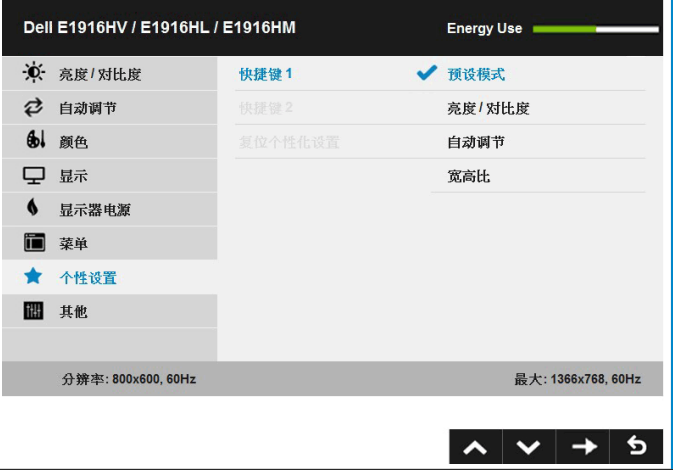 Dell E1916HV / E1916HL / E1916HM Energy Use
亮度 / 对比度 快捷键 1 预设模式
自动调节 快捷键 2 亮度 / 对比度
颜色 复位个性化设置 自动调节
显示 宽高比
显示器电源
菜单
个性设置
其他
分辨率: 800x600, 60Hz 最大: 1366x768, 60Hz